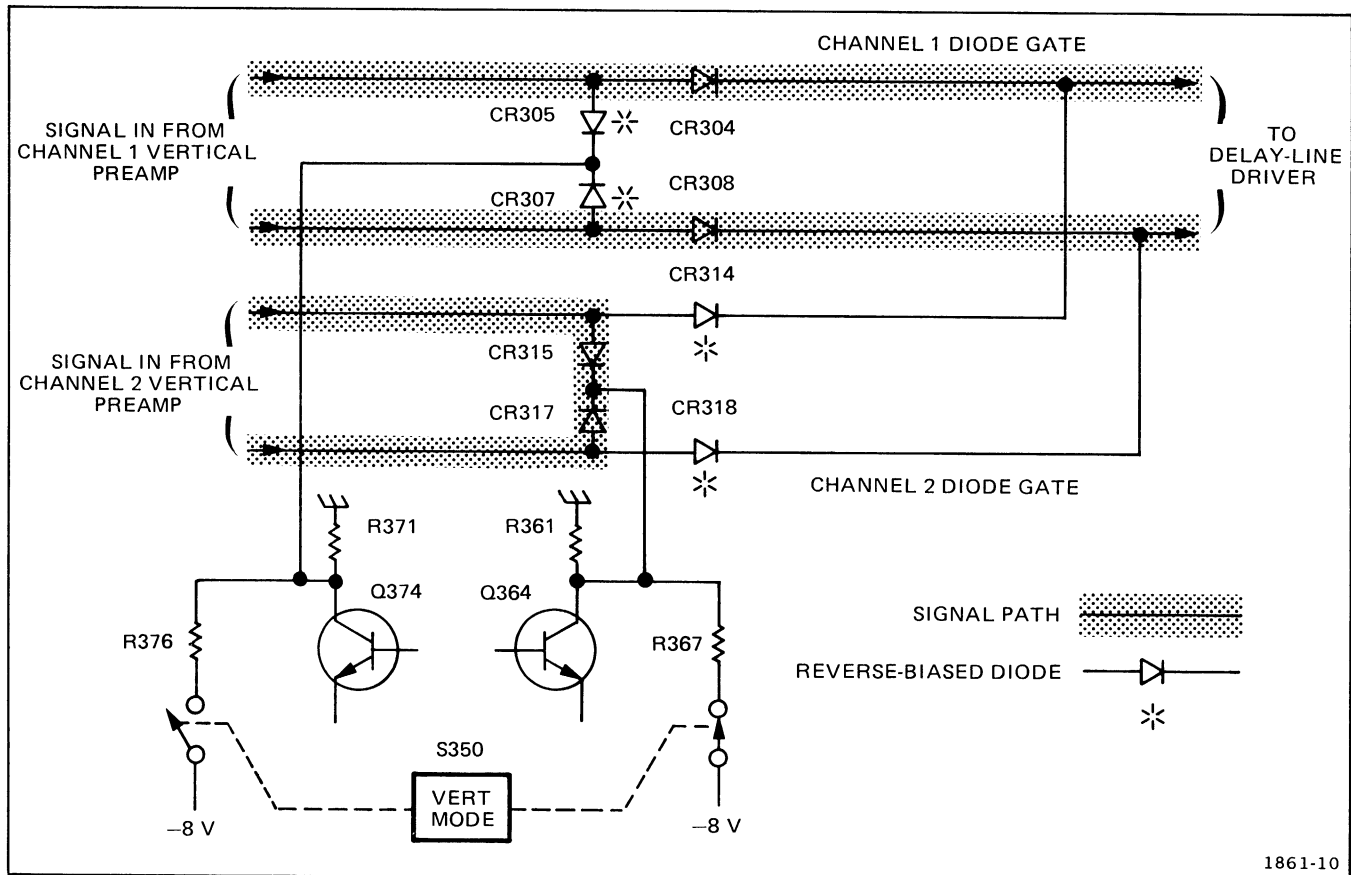 CHANNEL 1 DIODE GATE
SIGNAL IN FROM
CHANNEL 1 VERTICAL
PREAMP
CR305
CR304
TO
DELAY-LINE
DRIVER
CR307
CR308
CR314
SIGNAL IN FROM
CHANNEL 2 VERTICAL
PREAMP
CR315
CR317
CR318
CHANNEL 2 DIODE GATE
R371
R361
Q374
Q364
R376
R367
SIGNAL PATH
REVERSE-BIASED DIODE
S350
VERT
MODE
–8 V
–8 V
1861-10